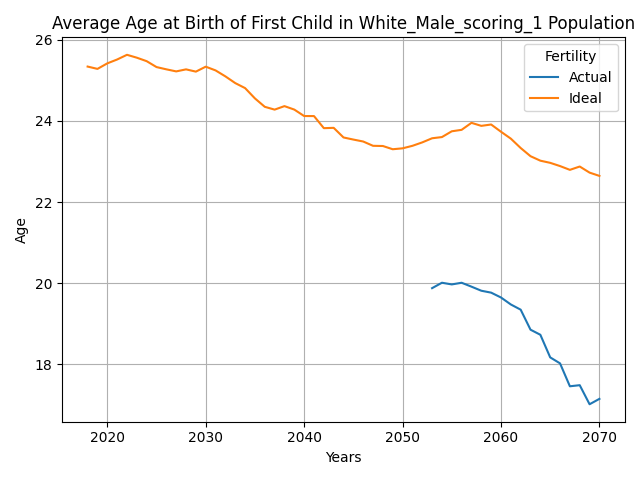 Average Age at Birth of First Child in White_Male_scoring_1 Population
26
24
22
20
18
Age
Fertility
Actual
Ideal
2020 2030 2040 2050 2060 2070
Years